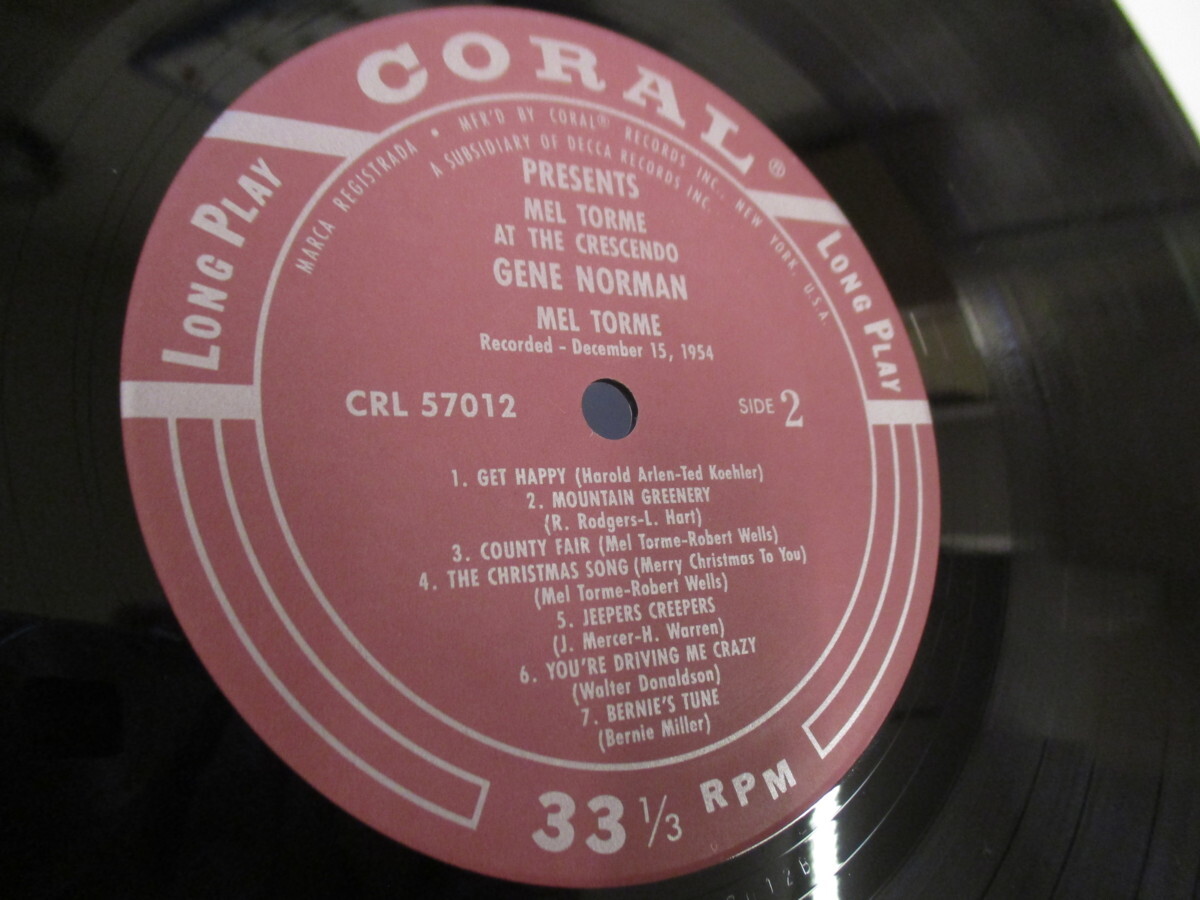 CORAL®
MARCA REGISTRADA • MFR'D BY CORAL® RECORDS INC., NEW YORK, U.S.A.
A SUBSIDIARY OF DECCA RECORDS INC.
LONG PLAY
LONG PLAY
PRESENTS
MEL TORME
AT THE CRESCENDO
GENE NORMAN
MEL TORME
Recorded - December 15, 1954
CRL 57012
SIDE 2
1. GET HAPPY (Harold Arlen-Ted Koehler)
2. MOUNTAIN GREENERY
(R. Rodgers-L. Hart)
3. COUNTY FAIR (Mel Torme-Robert Wells)
4. THE CHRISTMAS SONG (Merry Christmas To You)
(Mel Torme-Robert Wells)
5. JEEPERS CREEPERS
(J. Mercer-H. Warren)
6. YOU'RE DRIVING ME CRAZY
(Walter Donaldson)
7. BERNIE'S TUNE
(Bernie Miller)
33 1/3 RPM